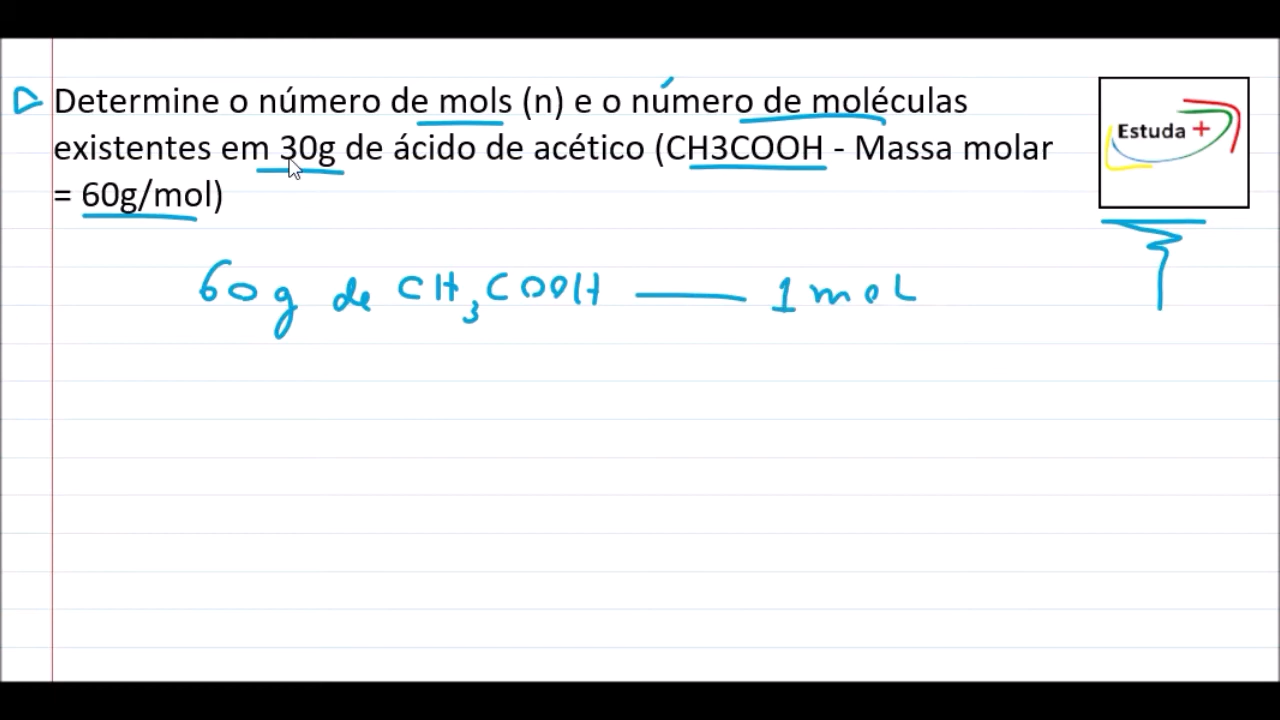 Determine o número de mols (n) e o número de moléculas
existentes em 30g de ácido de acético (CH3COOH - Massa molar
= 60g/mol)
Estuda +
60g de CH3COOH —— 1 mol